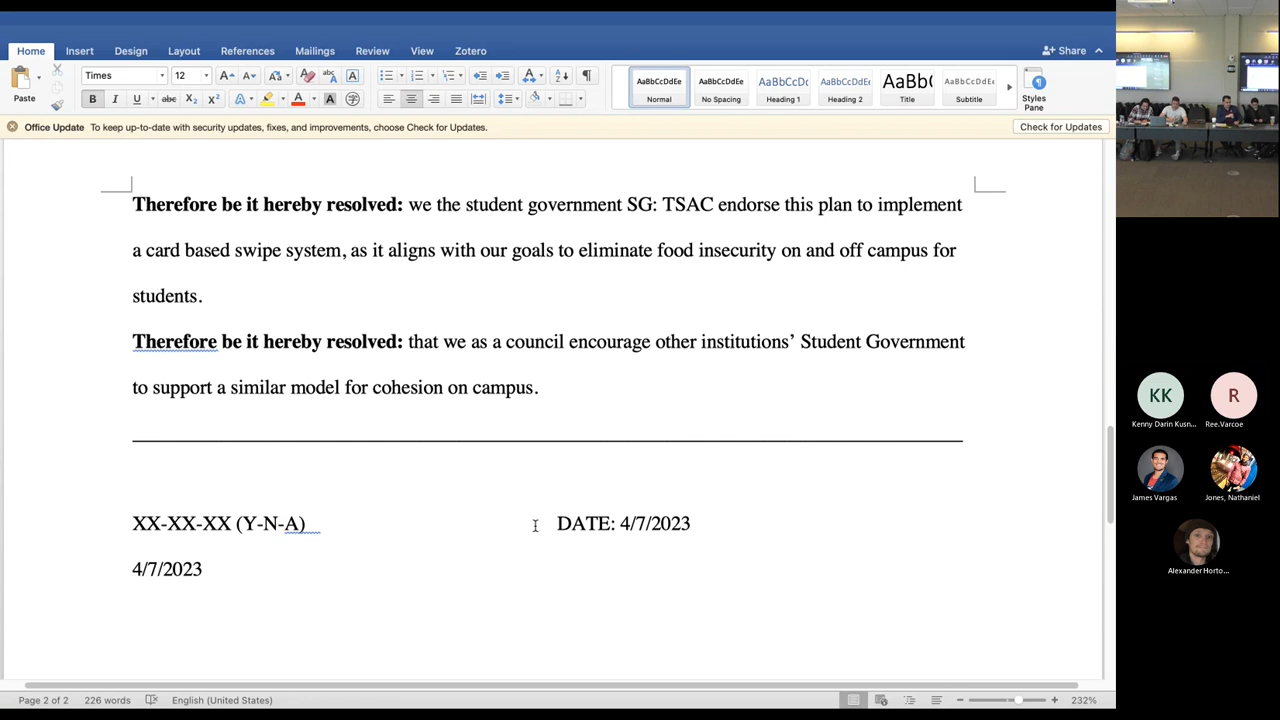 Home Insert Design Layout References Mailings Review View Zotero Share
Paste Times 12 abc A AaBbCcDdEe AaBbCcDdEe AaBbCcDc AaBbCcDdEe AaBb( AaBbCcDdEe
B I U abc X2 X2 A A Normal No Spacing Heading 1 Heading 2 Title Subtitle Styles Pane
Office Update To keep up-to-date with security updates, fixes, and improvements, choose Check for Updates. Check for Updates
Therefore be it hereby resolved: we the student government SG: TSAC endorse this plan to implement
a card based swipe system, as it aligns with our goals to eliminate food insecurity on and off campus for
students.
Therefore be it hereby resolved: that we as a council encourage other institutions’ Student Government
to support a similar model for cohesion on campus.
XX-XX-XX (Y-N-A) DATE: 4/7/2023
4/7/2023
Page 2 of 2 226 words English (United States) 232%
KK R
Kenny Darin Kusn... Ree.Varcoe
James Vargas Jones, Nathaniel
Alexander Horto...